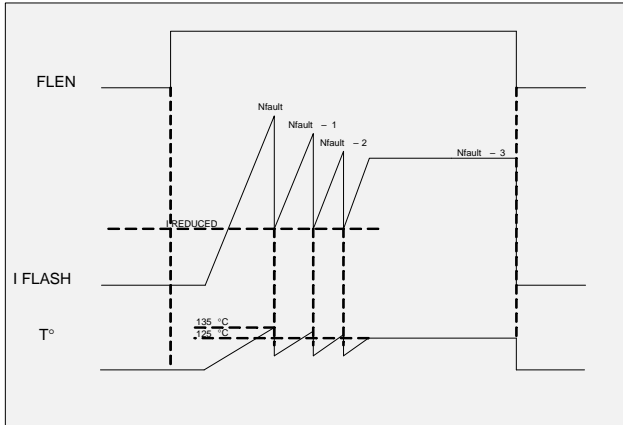 FLEN
Nfault
Nfault – 1
Nfault – 2
Nfault – 3
I REDUCED
I FLASH
135 °C
125 °C
T°